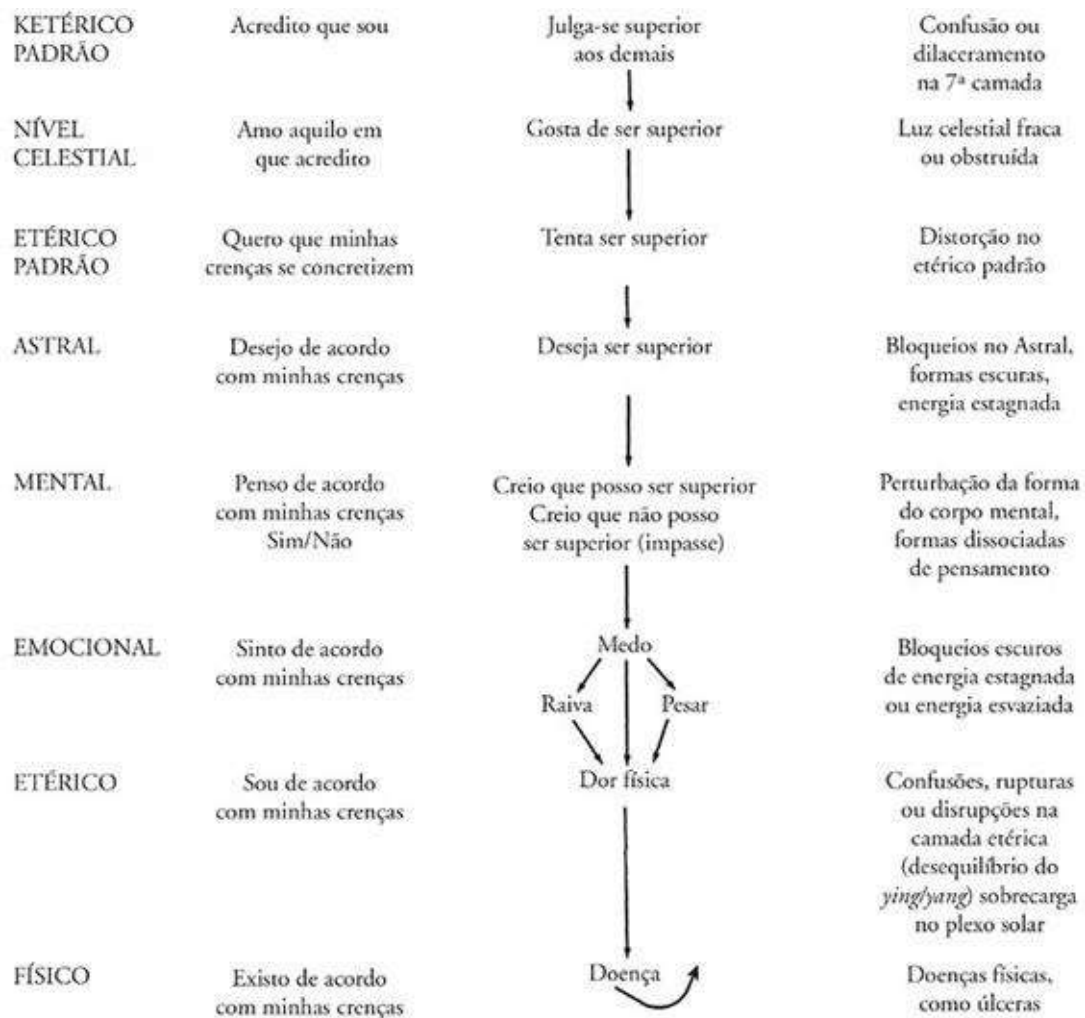 KETÉRICO
PADRÃO
Acredito que sou
Julga-se superior
aos demais
Confusão ou
dilaceramento
na 7ª camada
NÍVEL
CELESTIAL
Amo aquilo em
que acredito
Gosta de ser superior
Luz celestial fraca
ou obstruída
ETÉRICO
PADRÃO
Quero que minhas
crenças se concretizem
Tenta ser superior
Distorção no
etérico padrão
ASTRAL
Desejo de acordo
com minhas crenças
Deseja ser superior
Bloqueios no Astral,
formas escuras,
energia estagnada
MENTAL
Penso de acordo
com minhas crenças
Sim/Não
Creio que posso ser superior
Creio que não posso
ser superior (impasse)
Perturbação da forma
do corpo mental,
formas dissociadas
de pensamento
EMOCIONAL
Sinto de acordo
com minhas crenças
Medo
Raiva
Pesar
Bloqueios escuros
de energia estagnada
ou energia esvaziada
ETÉRICO
Sou de acordo
com minhas crenças
Dor física
Confusões, rupturas
ou disrupções na
camada etérica
(desequilíbrio do
ying/yang) sobrecarga
no plexo solar
FÍSICO
Existo de acordo
com minhas crenças
Doença
Doenças físicas,
como úlceras